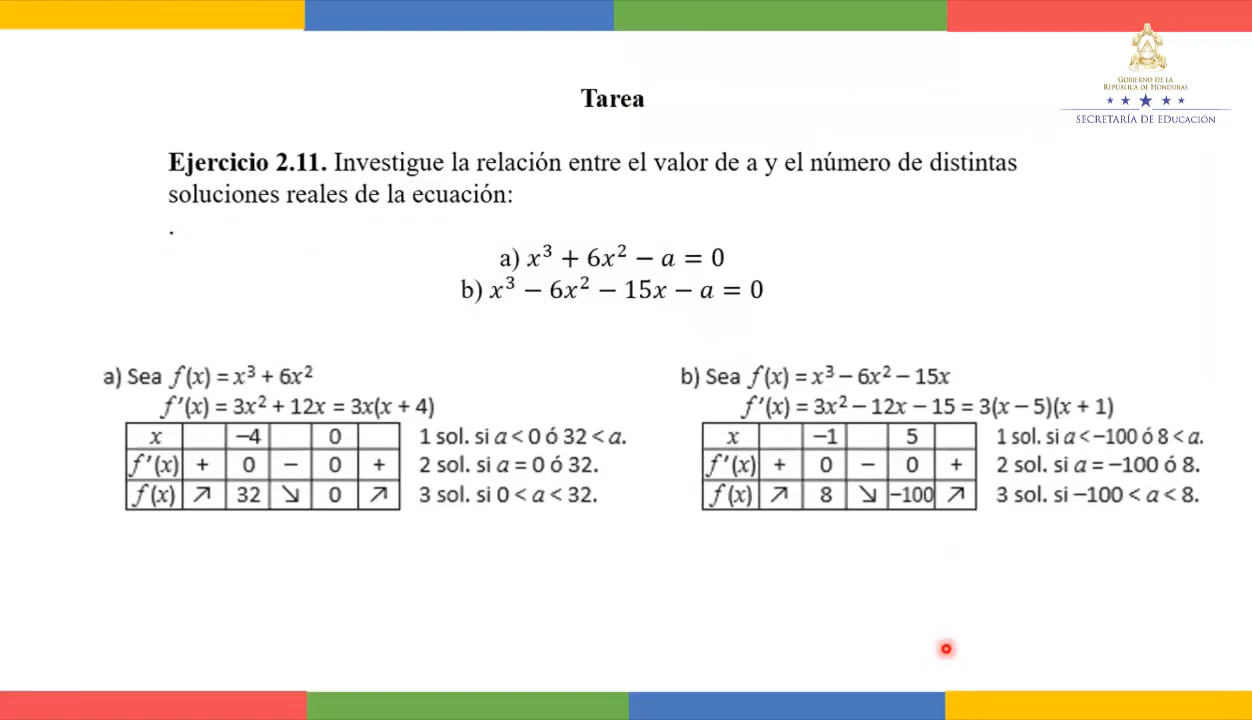 GOBIERNO DE LA
REPÚBLICA DE HONDURAS
SECRETARÍA DE EDUCACIÓN
Tarea
Ejercicio 2.11. Investigue la relación entre el valor de a y el número de distintas
soluciones reales de la ecuación:
.
a) x³ + 6x² − a = 0
b) x³ − 6x² − 15x − a = 0
a) Sea f(x) = x³ + 6x²
f'(x) = 3x² + 12x = 3x(x + 4)
x −4 0
f'(x) + 0 − 0 +
f(x) ↗ 32 ↘ 0 ↗
1 sol. si a < 0 ó 32 < a.
2 sol. si a = 0 ó 32.
3 sol. si 0 < a < 32.
b) Sea f(x) = x³ − 6x² − 15x
f'(x) = 3x² − 12x − 15 = 3(x − 5)(x + 1)
x −1 5
f'(x) + 0 − 0 +
f(x) ↗ 8 ↘ −100 ↗
1 sol. si a < −100 ó 8 < a.
2 sol. si a = −100 ó 8.
3 sol. si −100 < a < 8.